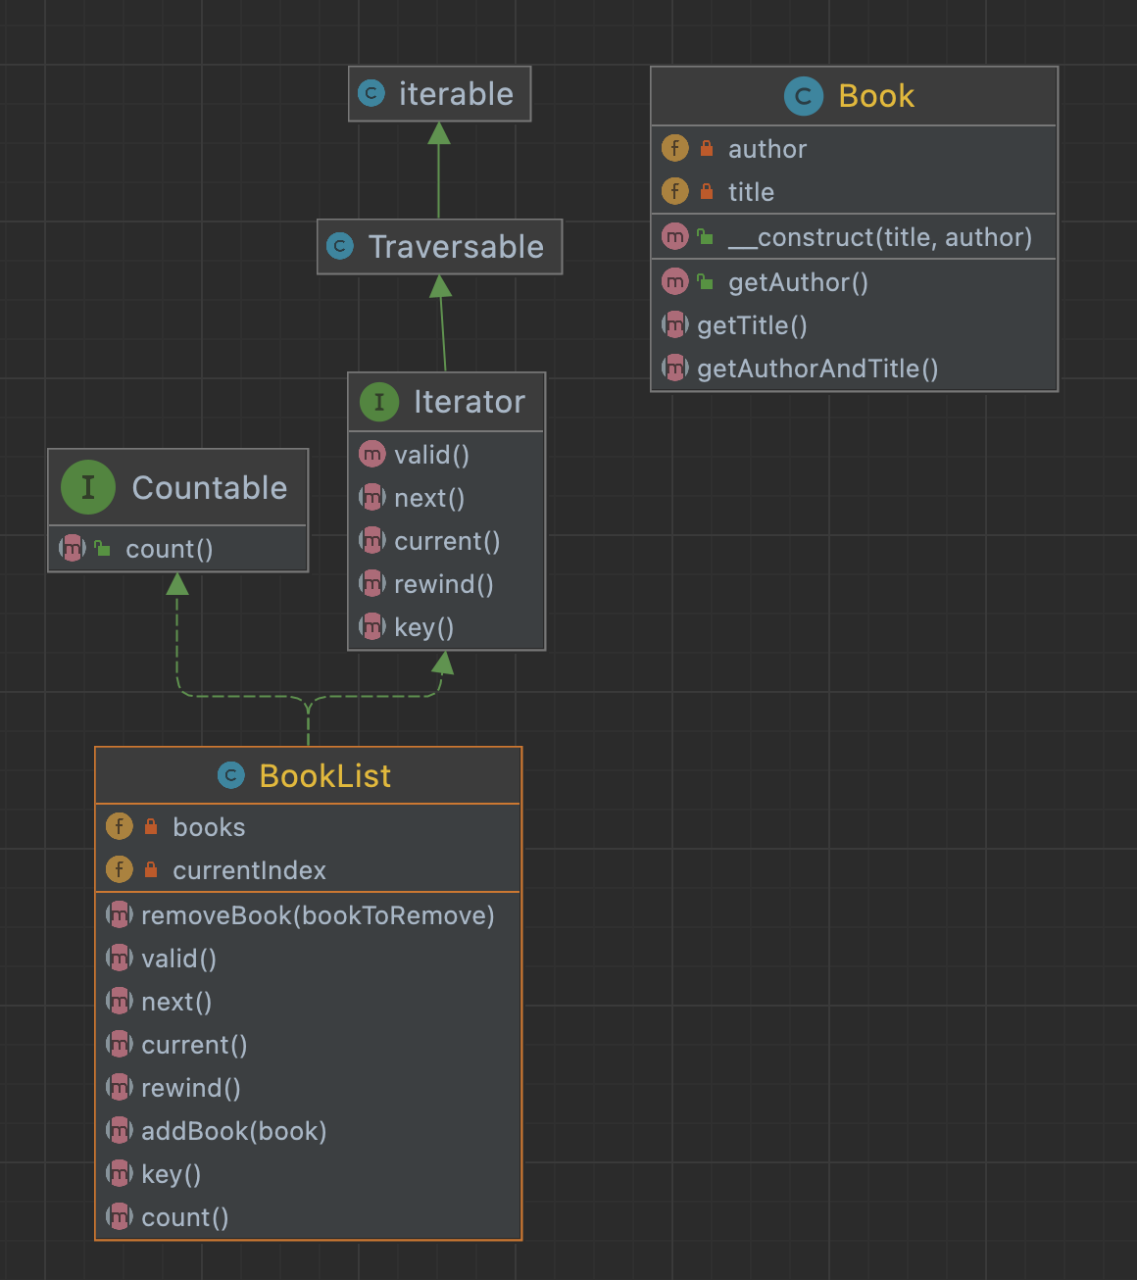 C iterable
C Traversable
I Iterator
m valid()
m next()
m current()
m rewind()
m key()
I Countable
m count()
C BookList
f books
f currentIndex
m removeBook(bookToRemove)
m valid()
m next()
m current()
m rewind()
m addBook(book)
m key()
m count()
C Book
f author
f title
m __construct(title, author)
m getAuthor()
m getTitle()
m getAuthorAndTitle()